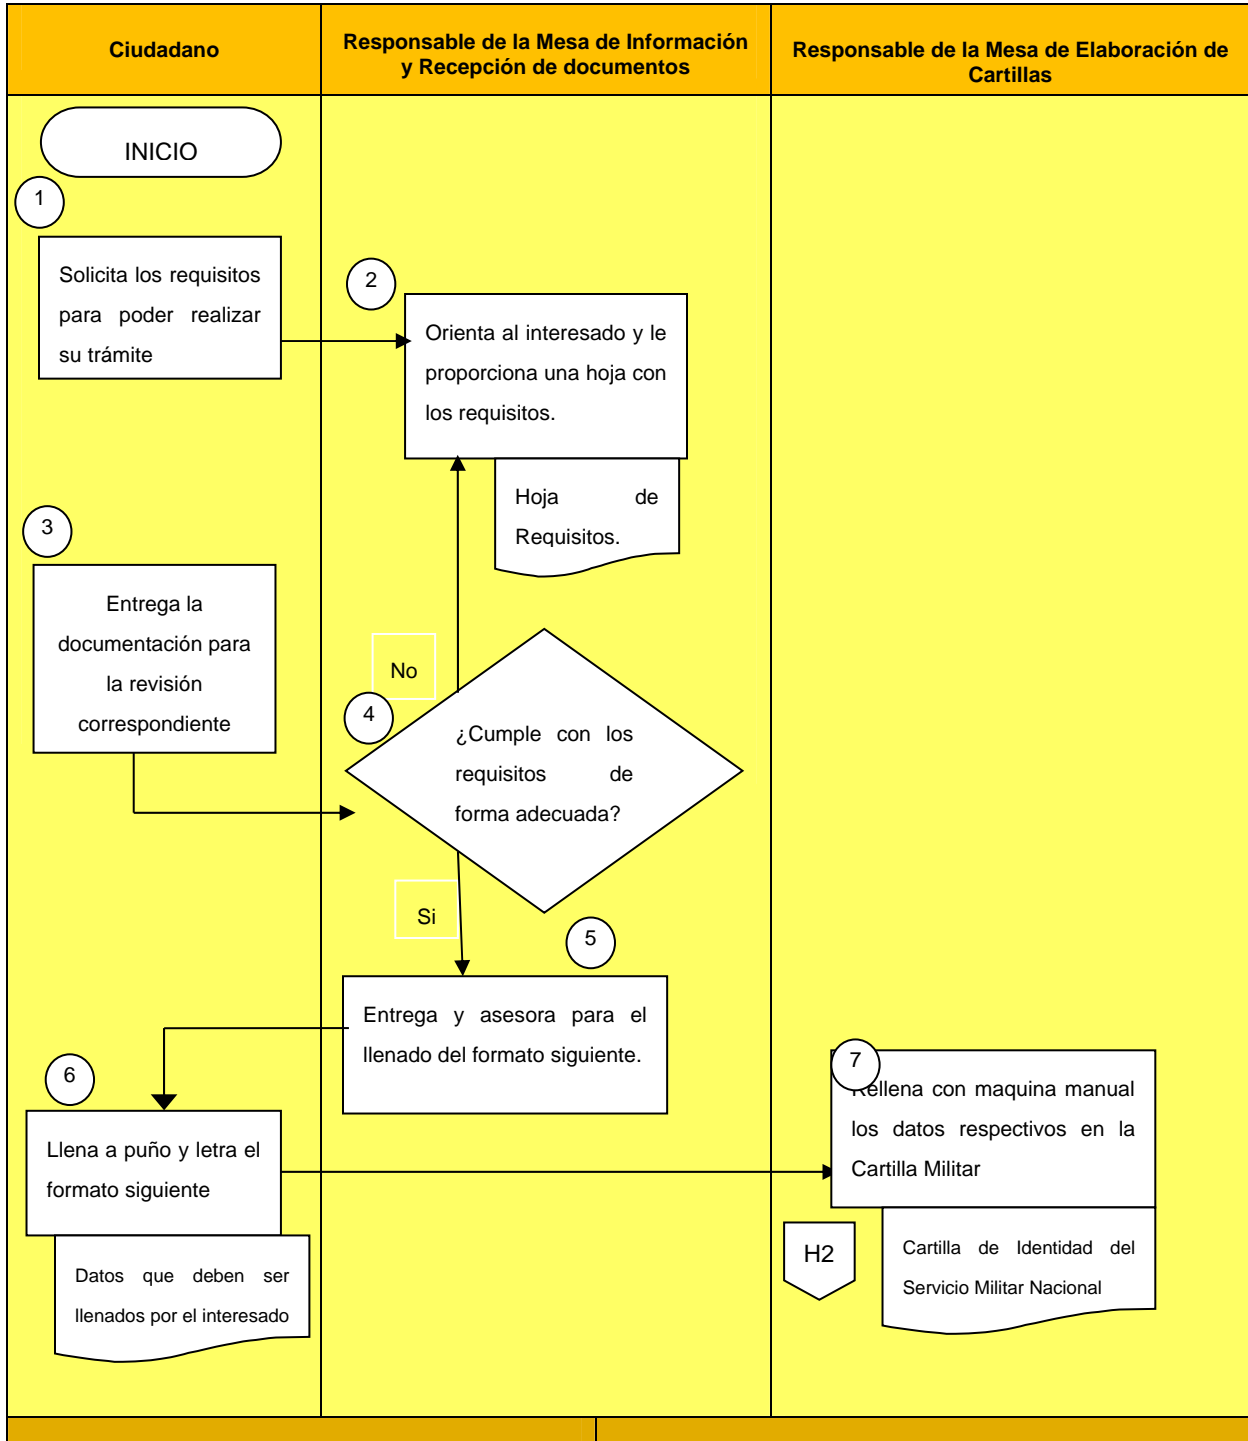 Ciudadano
Responsable de la Mesa de Información
y Recepción de documentos
Responsable de la Mesa de Elaboración de
Cartillas
INICIO
1
Solicita los requisitos
para poder realizar
su trámite
2
Orienta al interesado y le
proporciona una hoja con
los requisitos.
Hoja de
Requisitos.
3
Entrega la
documentación para
la revisión
correspondiente
No
4
¿Cumple con los
requisitos de
forma adecuada?
Si
5
Entrega y asesora para el
llenado del formato siguiente.
6
Llena a puño y letra el
formato siguiente
Datos que deben ser
llenados por el interesado
7
Rellena con maquina manual
los datos respectivos en la
Cartilla Militar
H2
Cartilla de Identidad del
Servicio Militar Nacional